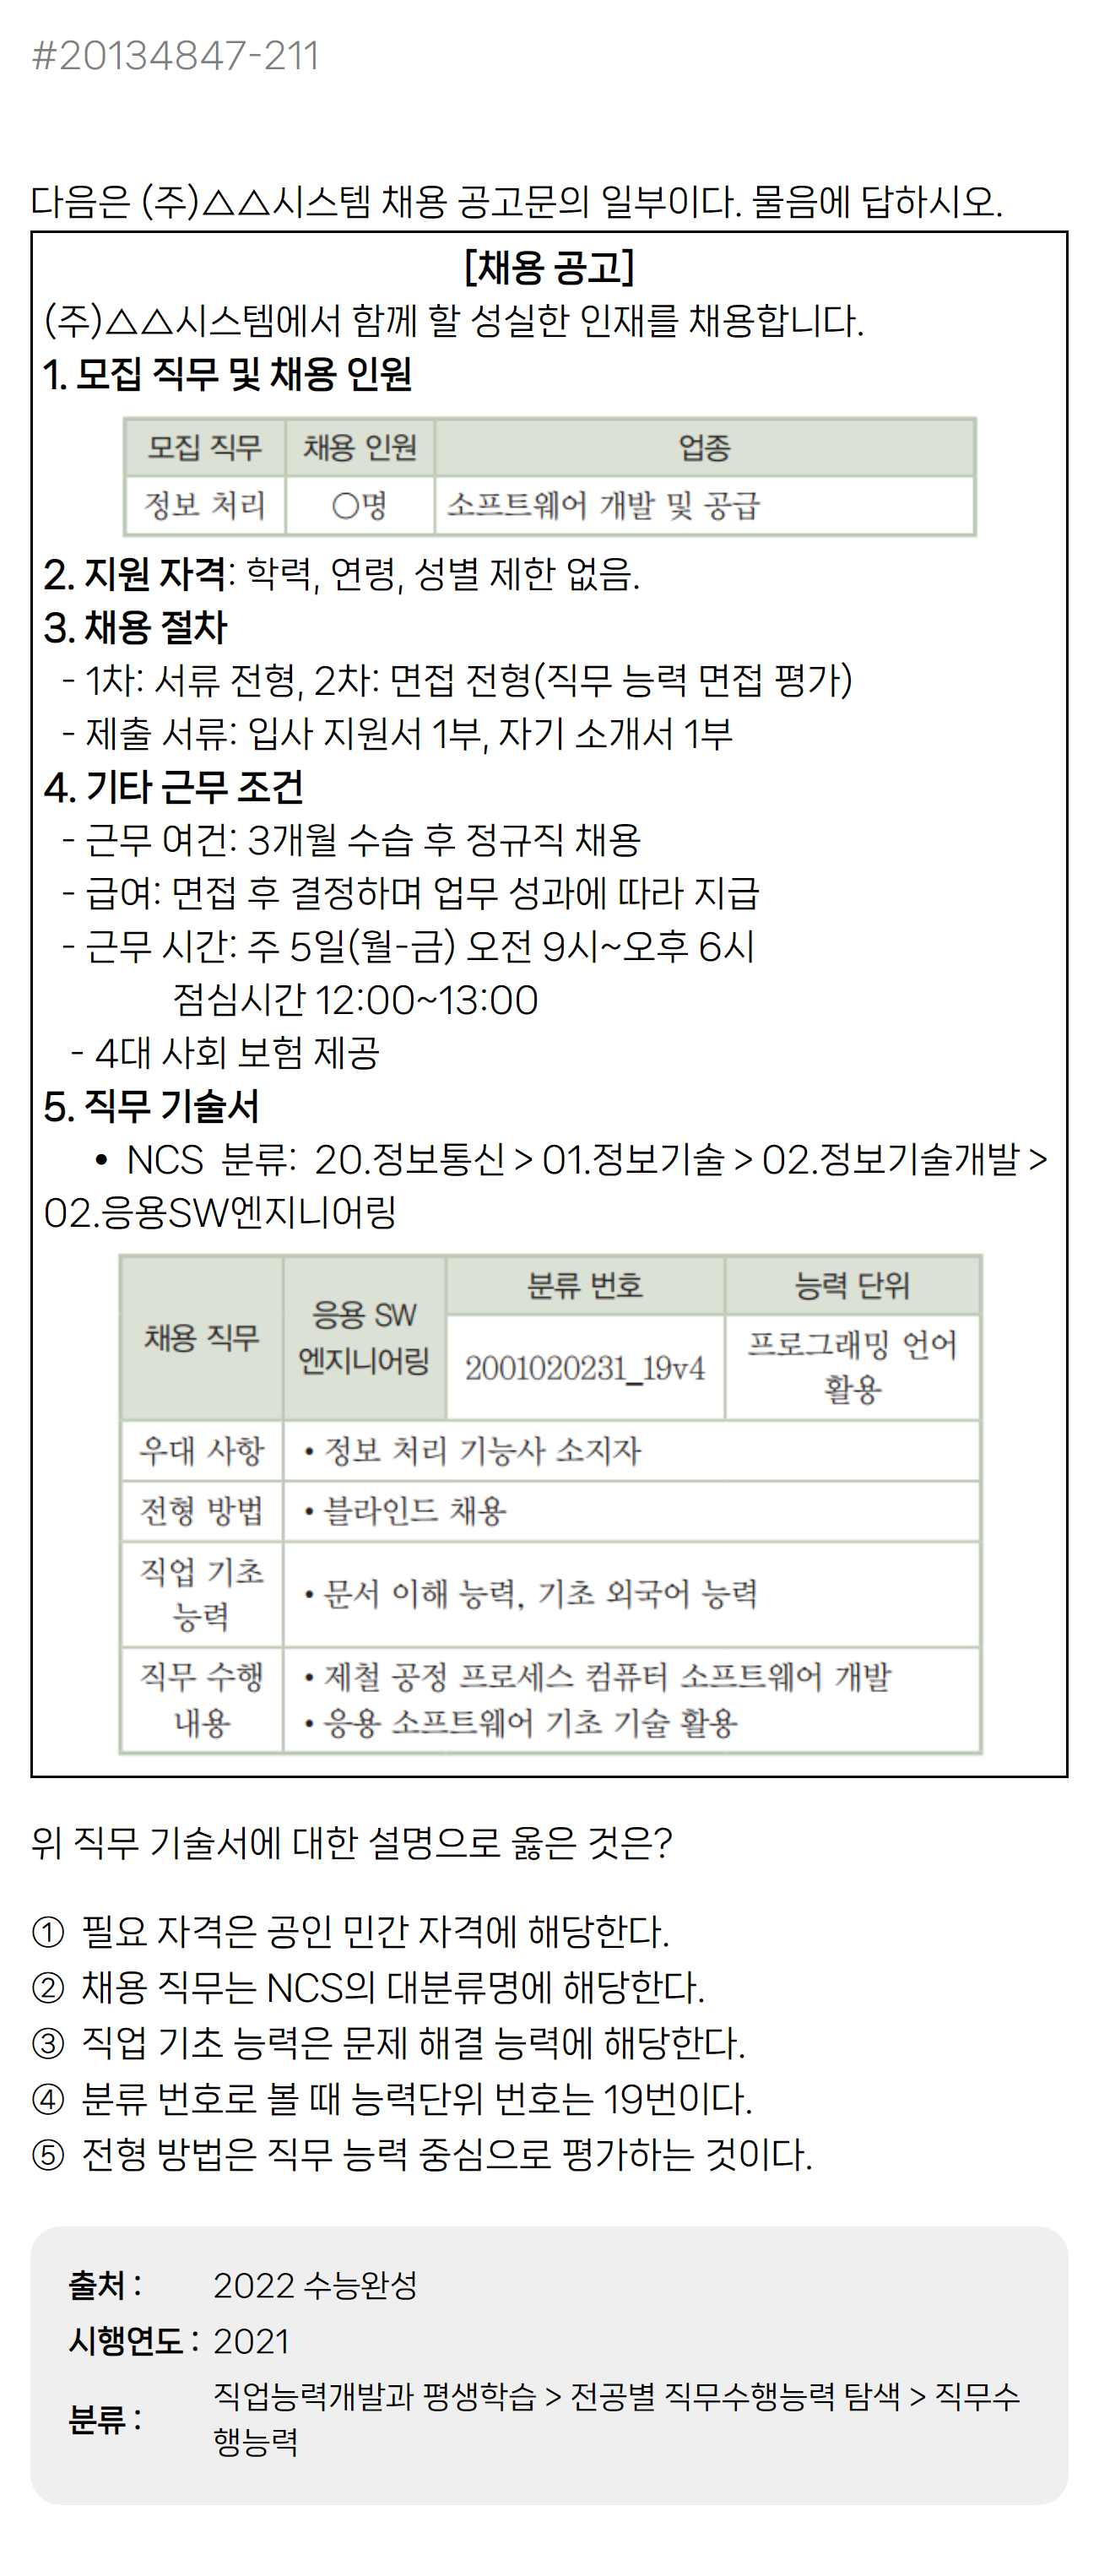 #20134847-211
다음은 (주)△△시스템 채용 공고문의 일부이다. 물음에 답하시오.
[채용 공고]
(주)△△시스템에서 함께 할 성실한 인재를 채용합니다.
1. 모집 직무 및 채용 인원
모집 직무 채용 인원 업종
정보 처리 ○명 소프트웨어 개발 및 공급
2. 지원 자격: 학력, 연령, 성별 제한 없음.
3. 채용 절차
- 1차: 서류 전형, 2차: 면접 전형(직무 능력 면접 평가)
- 제출 서류: 입사 지원서 1부, 자기 소개서 1부
4. 기타 근무 조건
- 근무 여건: 3개월 수습 후 정규직 채용
- 급여: 면접 후 결정하며 업무 성과에 따라 지급
- 근무 시간: 주 5일(월-금) 오전 9시~오후 6시
점심시간 12:00~13:00
- 4대 사회 보험 제공
5. 직무 기술서
• NCS 분류: 20.정보통신 > 01.정보기술 > 02.정보기술개발 >
02.응용SW엔지니어링
채용 직무 응용 SW 엔지니어링 분류 번호 능력 단위
2001020231_19v4 프로그래밍 언어 활용
우대 사항 • 정보 처리 기능사 소지자
전형 방법 • 블라인드 채용
직업 기초 능력 • 문서 이해 능력, 기초 외국어 능력
직무 수행 내용 • 제철 공정 프로세스 컴퓨터 소프트웨어 개발
• 응용 소프트웨어 기초 기술 활용
위 직무 기술서에 대한 설명으로 옳은 것은?
① 필요 자격은 공인 민간 자격에 해당한다.
② 채용 직무는 NCS의 대분류명에 해당한다.
③ 직업 기초 능력은 문제 해결 능력에 해당한다.
④ 분류 번호로 볼 때 능력단위 번호는 19번이다.
⑤ 전형 방법은 직무 능력 중심으로 평가하는 것이다.
출처 : 2022 수능완성
시행연도 : 2021
분류 : 직업능력개발과 평생학습 > 전공별 직무수행능력 탐색 > 직무수
행능력